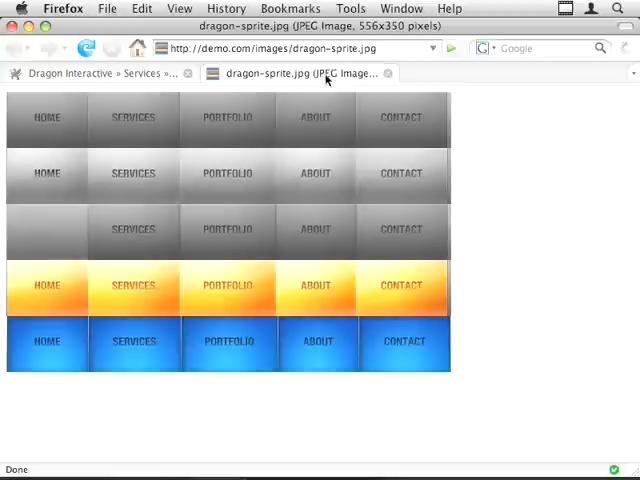 Firefox File Edit View History Bookmarks Tools Window Help
dragon-sprite.jpg (JPEG Image, 556x350 pixels)
http://demo.com/images/dragon-sprite.jpg
Google
Dragon Interactive » Services »...
dragon-sprite.jpg (JPEG Image...
HOME SERVICES PORTFOLIO ABOUT CONTACT
HOME SERVICES PORTFOLIO ABOUT CONTACT
SERVICES PORTFOLIO ABOUT CONTACT
HOME SERVICES PORTFOLIO ABOUT CONTACT
HOME SERVICES PORTFOLIO ABOUT CONTACT
Done